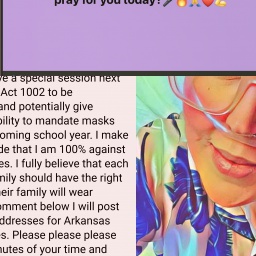 pray for you today?🎤🔥🙏❤️💪
ve a special session next
Act 1002 to be
and potentially give
bility to mandate masks
oming school year. I make
de that I am 100% against
es. I fully believe that each
mily should have the right
heir family will wear
omment below I will post
ddresses for Arkansas
s. Please please please
nutes of your time and